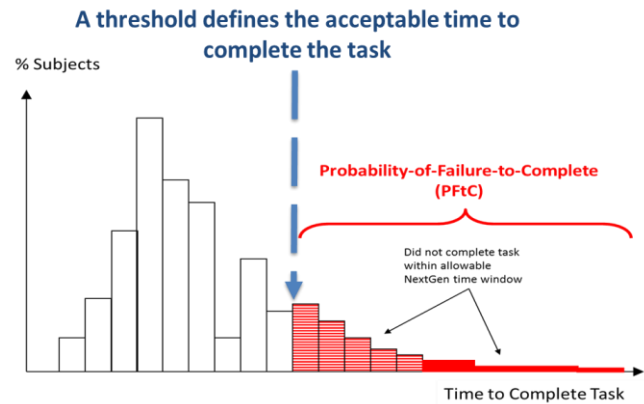 A threshold defines the acceptable time to
complete the task
% Subjects
Probability-of-Failure-to-Complete
(PFtC)
Did not complete task
within allowable
NextGen time window
Time to Complete Task